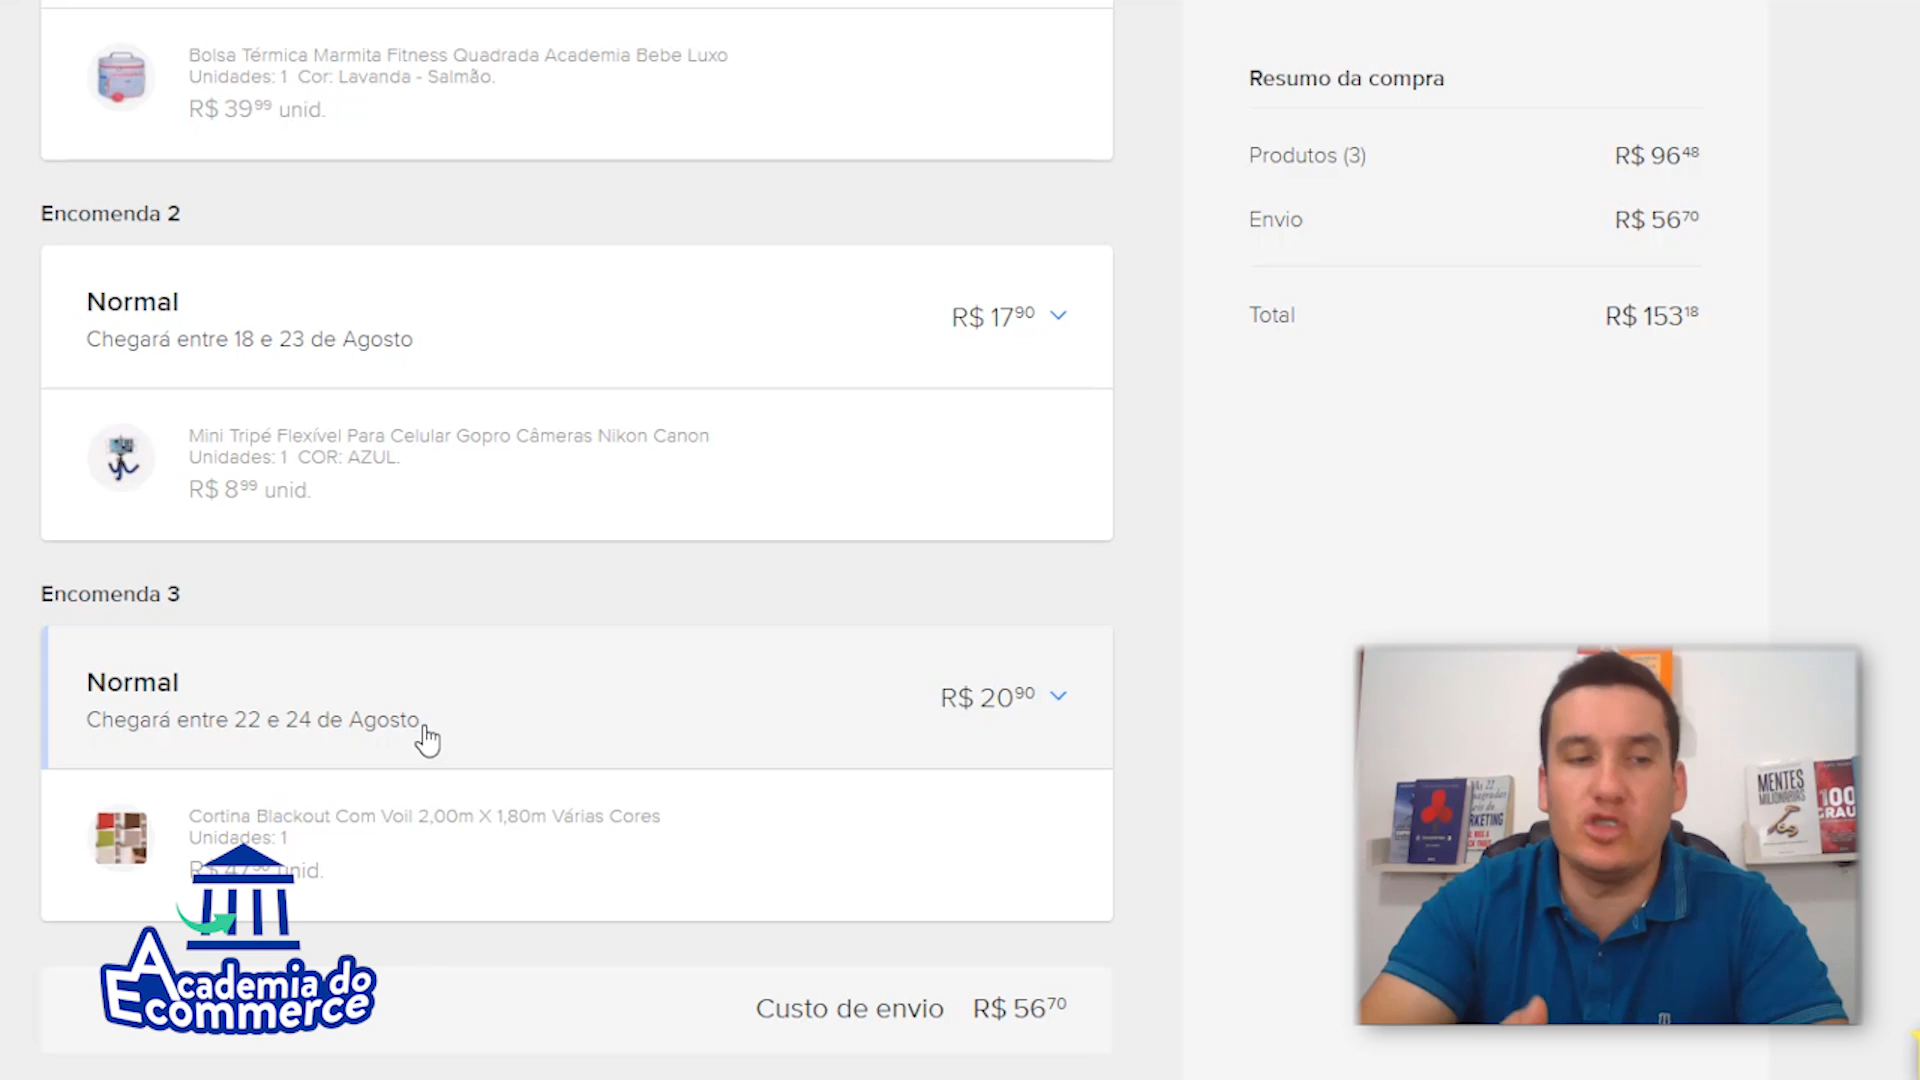 Bolsa Térmica Marmita Fitness Quadrada Academia Bebe Luxo
Unidades: 1 Cor: Lavanda - Salmão.
R$ 39⁹⁹ unid.
Encomenda 2
Normal
Chegará entre 18 e 23 de Agosto
R$ 17⁹⁰
Mini Tripé Flexível Para Celular Gopro Câmeras Nikon Canon
Unidades: 1 COR: AZUL.
R$ 8⁹⁹ unid.
Encomenda 3
Normal
Chegará entre 22 e 24 de Agosto
R$ 20⁹⁰
Cortina Blackout Com Voil 2,00m X 1,80m Várias Cores
Unidades: 1
unid.
Academia do
Ecommerce
Custo de envio R$ 56⁷⁰
Resumo da compra
Produtos (3) R$ 96⁴⁸
Envio R$ 56⁷⁰
Total R$ 153¹⁸
MENTES
MILIONÁRIAS
100
GRAU